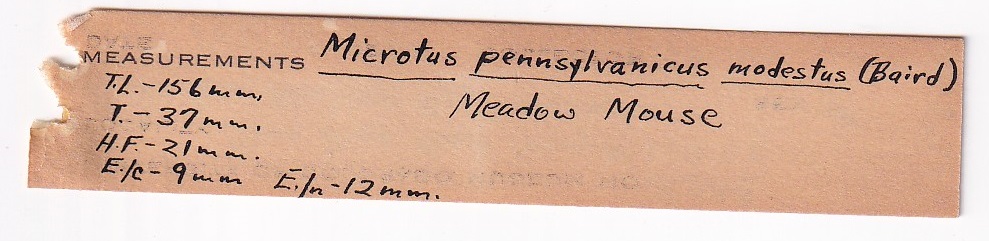 MEASUREMENTS Microtus pennsylvanicus modestus (Baird)
T.L.-156mm, Meadow Mouse
T.-37mm.
H.F.-21mm.
E/c-9mm E/n-12mm.